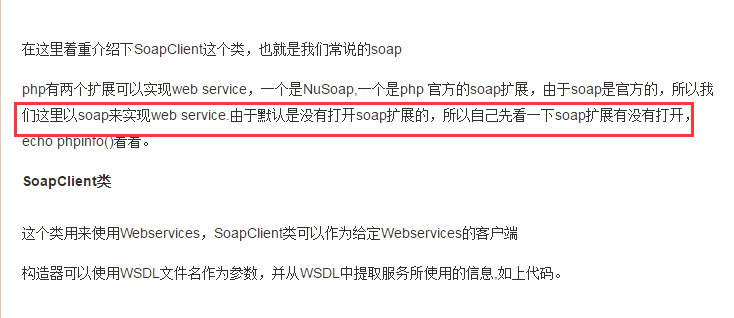 在这里着重介绍下SoapClient这个类，也就是我们常说的soap
php有两个扩展可以实现web service，一个是NuSoap,一个是php 官方的soap扩展，由于soap是官方的，所以我
们这里以soap来实现web service.由于默认是没有打开soap扩展的，所以自己先看一下soap扩展有没有打开，
echo phpinfo()看看。
SoapClient类
这个类用来使用Webservices，SoapClient类可以作为给定Webservices的客户端
构造器可以使用WSDL文件名作为参数，并从WSDL中提取服务所使用的信息,如上代码。